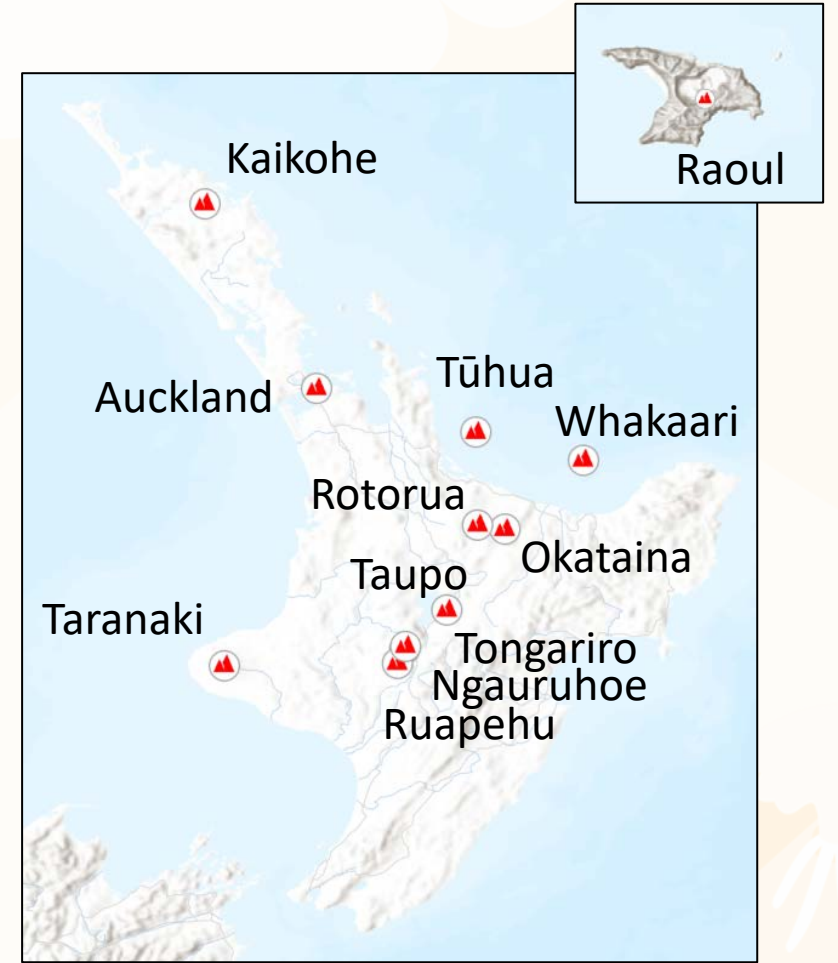 Raoul
Kaikohe
Auckland
Tūhua
Whakaari
Rotorua
Okataina
Taupo
Taranaki
Tongariro
Ngauruhoe
Ruapehu